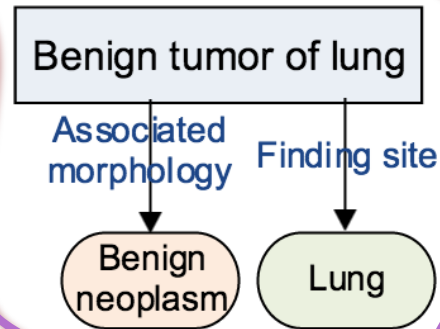 Benign tumor of lung
Associated
morphology
Finding site
Benign
neoplasm
Lung